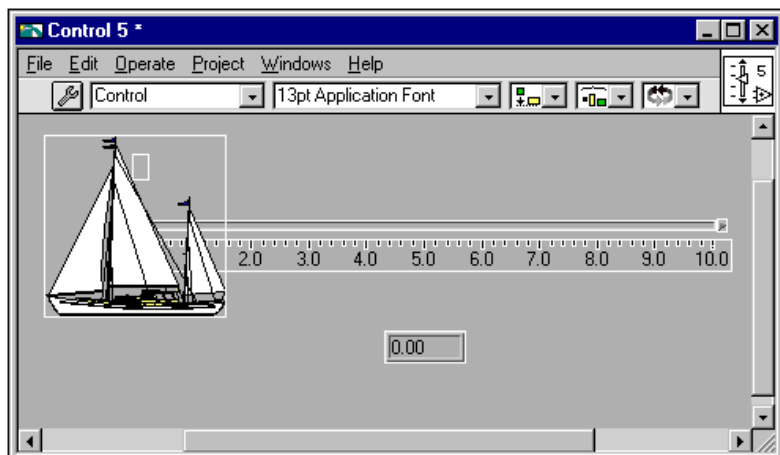 Control 5 *
File Edit Operate Project Windows Help
5
Control 13pt Application Font
2.0 3.0 4.0 5.0 6.0 7.0 8.0 9.0 10.0
0.00